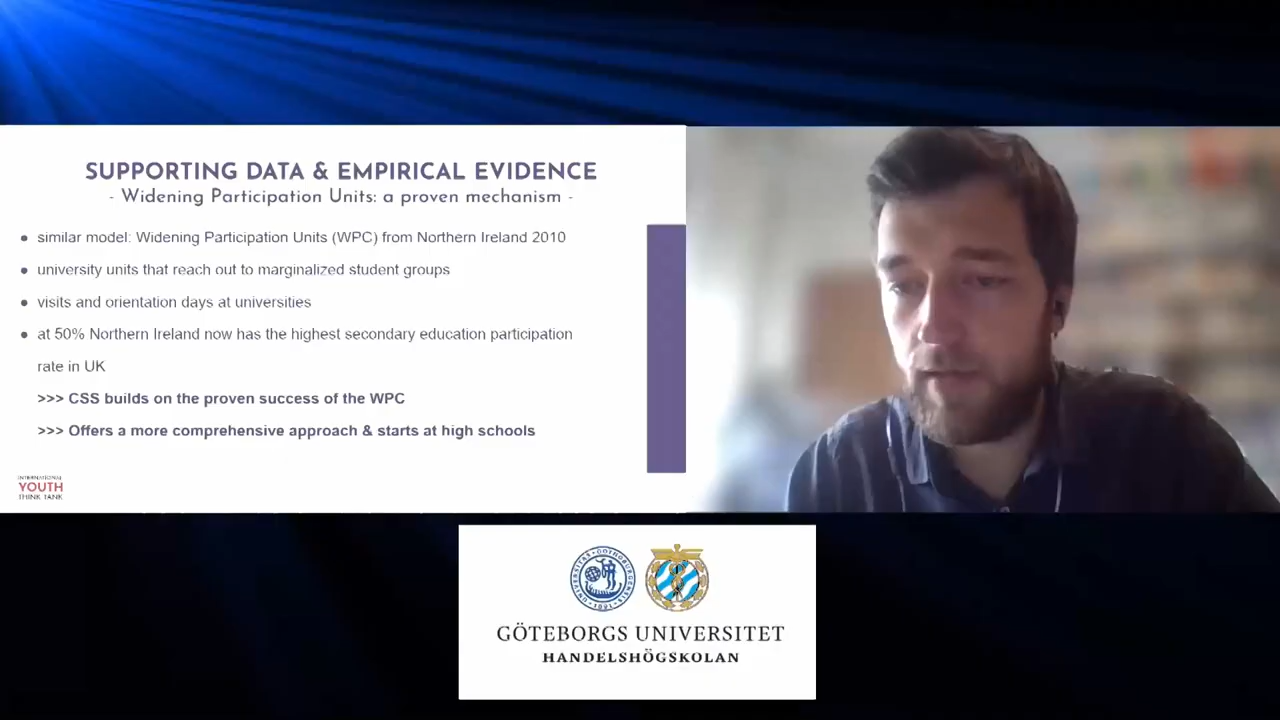 SUPPORTING DATA & EMPIRICAL EVIDENCE
- Widening Participation Units: a proven mechanism -
● similar model: Widening Participation Units (WPC) from Northern Ireland 2010
● university units that reach out to marginalized student groups
● visits and orientation days at universities
● at 50% Northern Ireland now has the highest secondary education participation
rate in UK
>>> CSS builds on the proven success of the WPC
>>> Offers a more comprehensive approach & starts at high schools
INTERNATIONAL
YOUTH
THINK TANK
GÖTEBORGS UNIVERSITET
HANDELSHÖGSKOLAN